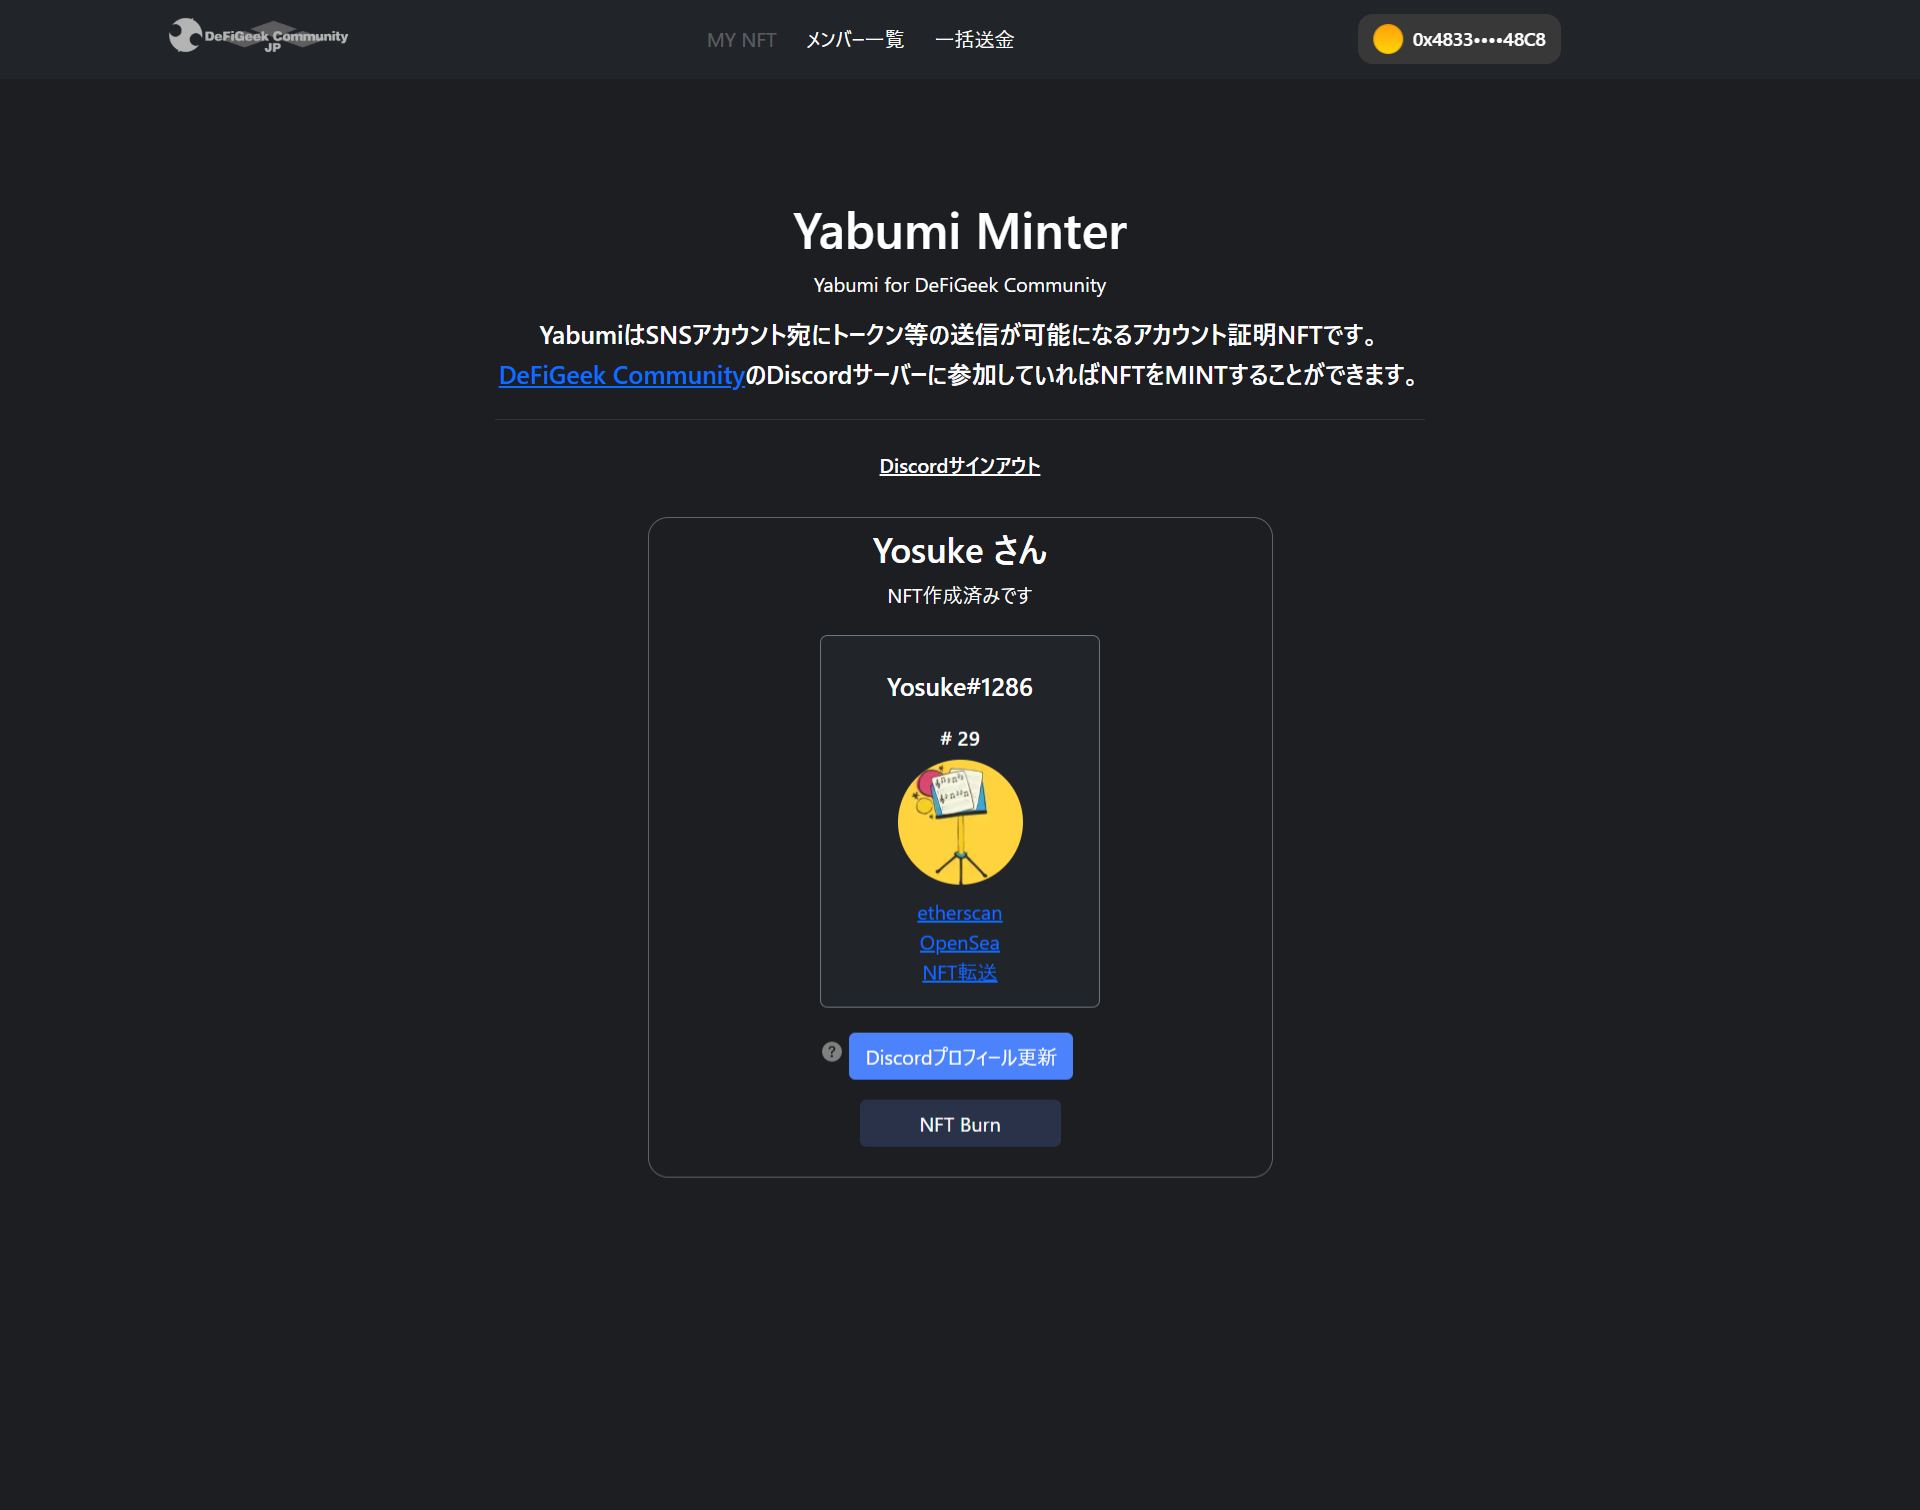 DeFiGeek Community
JP
MY NFT
メンバー一覧
一括送金
0x4833••••48C8
Yabumi Minter
Yabumi for DeFiGeek Community
YabumiはSNSアカウント宛にトークン等の送信が可能になるアカウント証明NFTです。
DeFiGeek CommunityのDiscordサーバーに参加していればNFTをMINTすることができます。
Discordサインアウト
Yosuke さん
NFT作成済みです
Yosuke#1286
# 29
etherscan
OpenSea
NFT転送
?
Discordプロフィール更新
NFT Burn